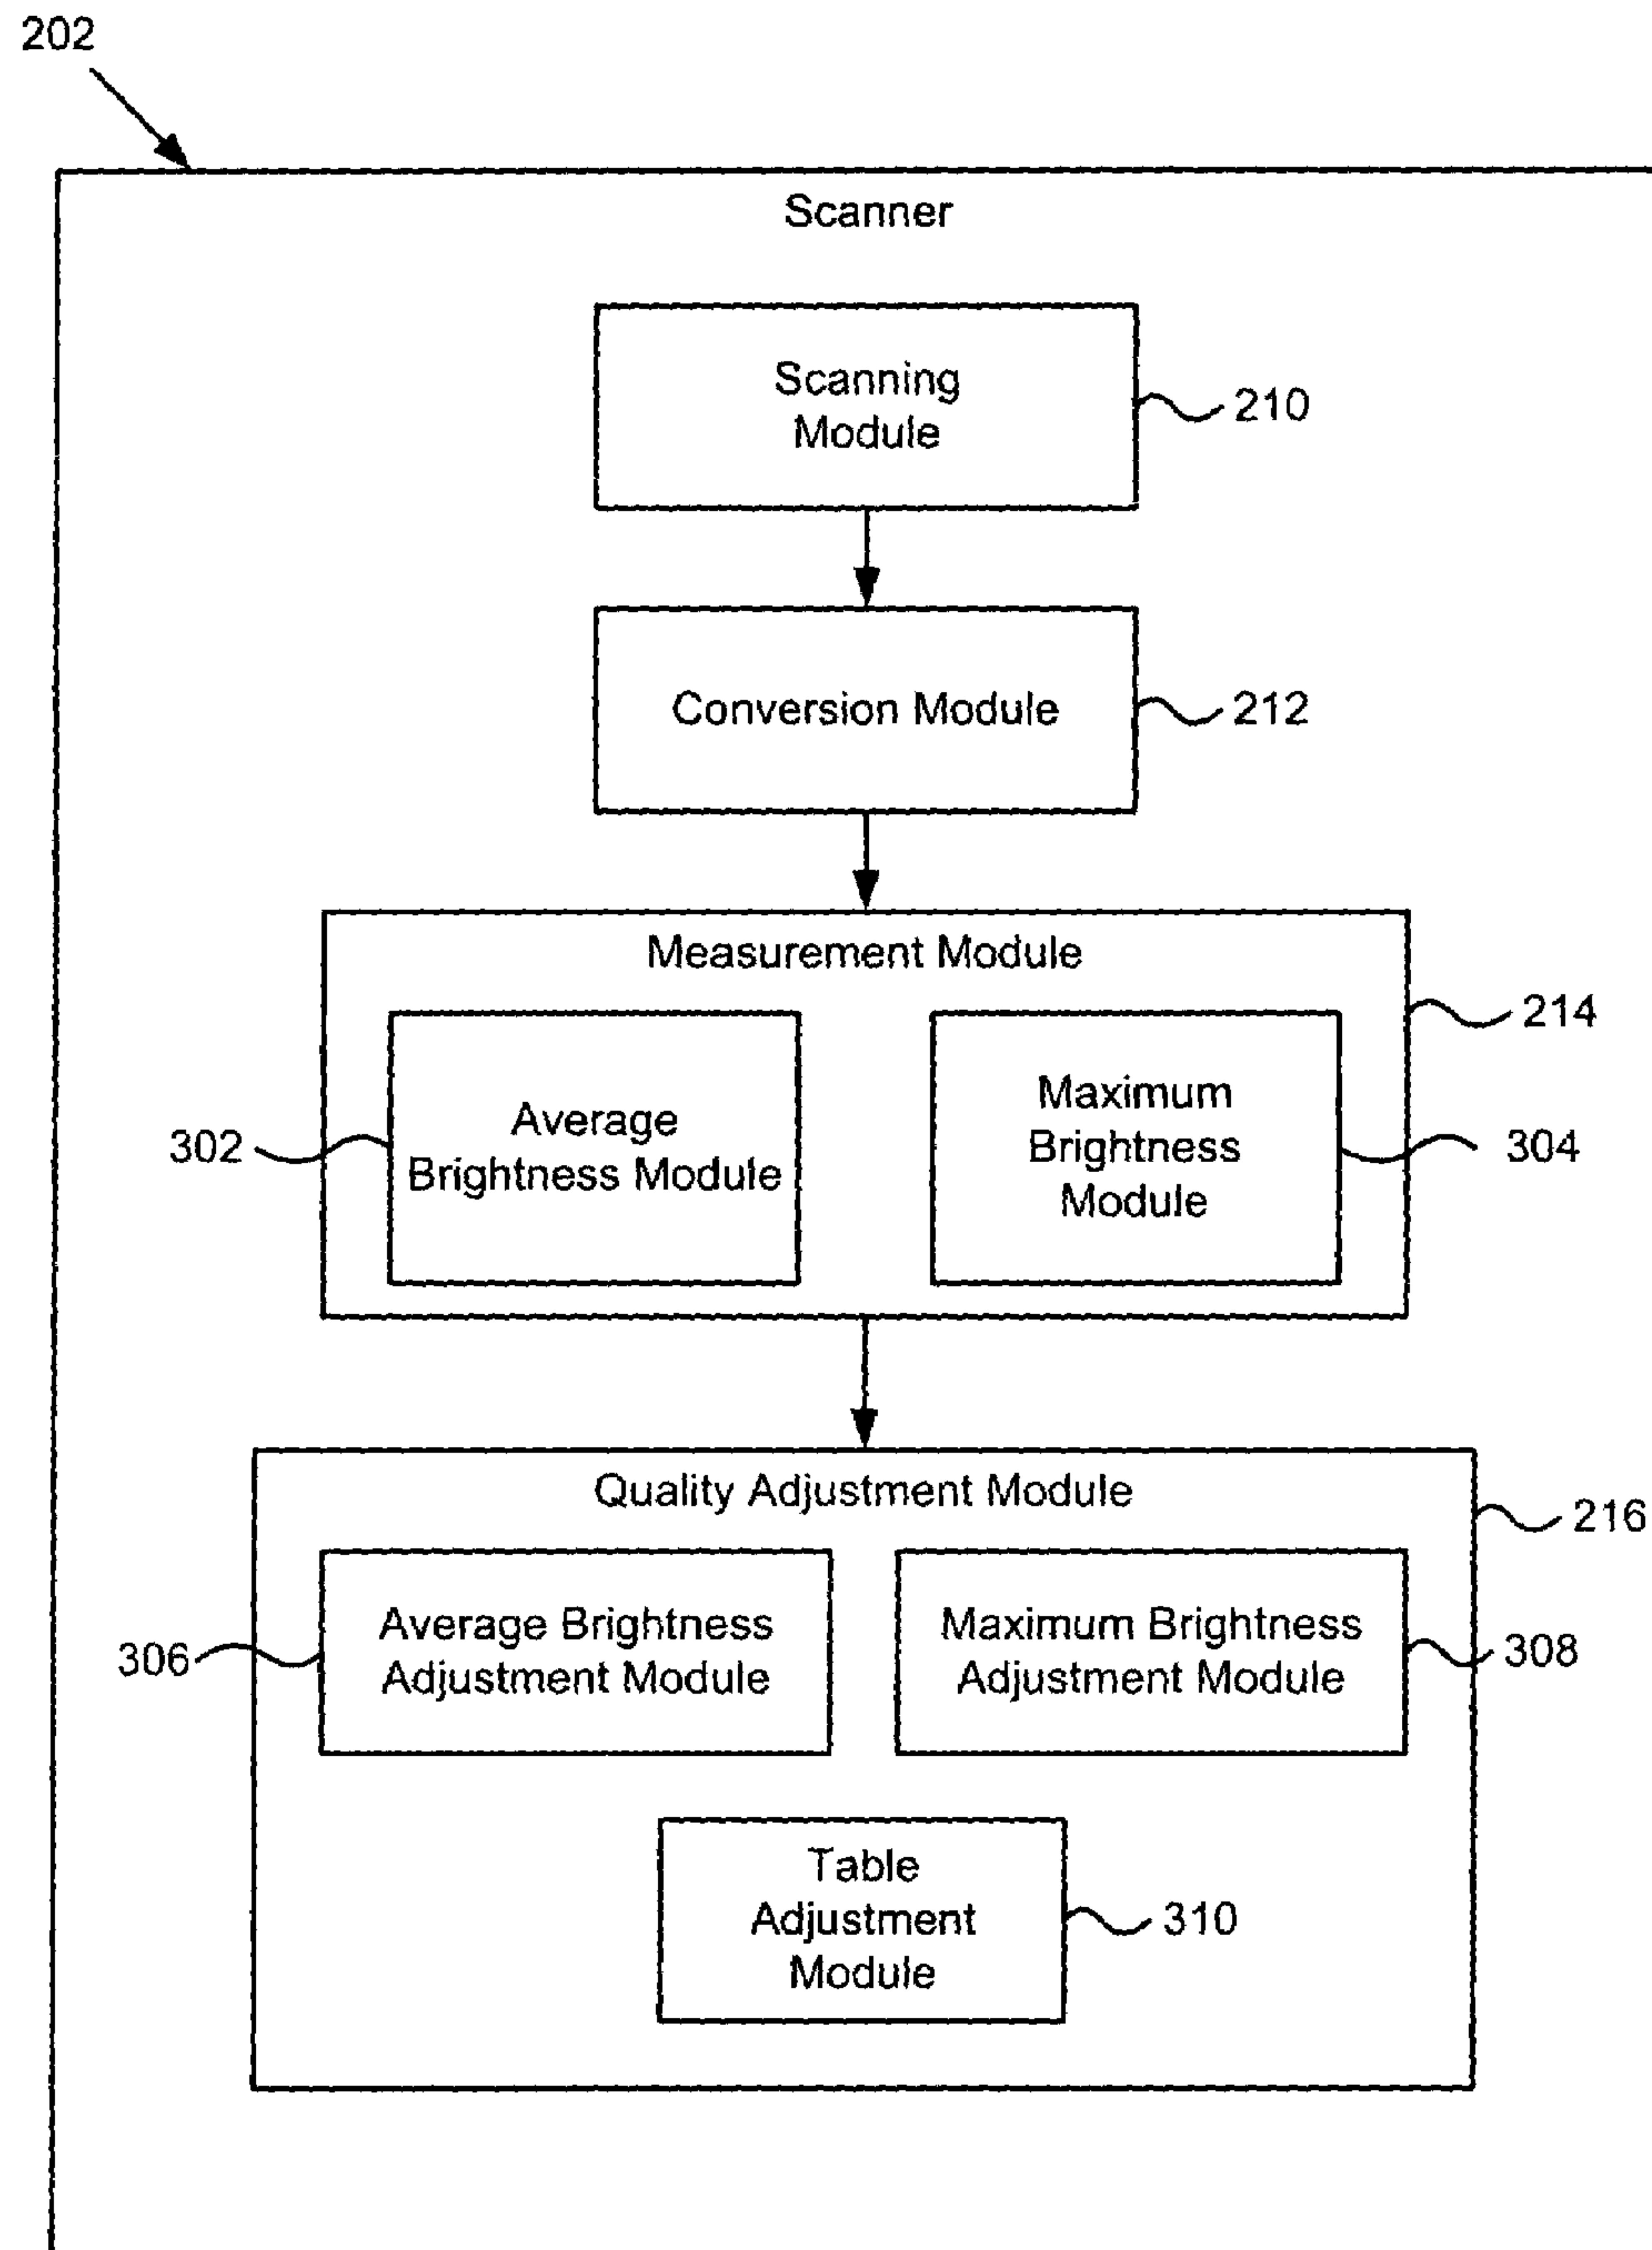 202
Scanner
Scanning
Module
210
Conversion Module
212
Measurement Module
214
302
Average
Brightness Module
Maximum
Brightness
Module
304
Quality Adjustment Module
216
306
Average Brightness
Adjustment Module
Maximum Brightness
Adjustment Module
308
Table
Adjustment
Module
310